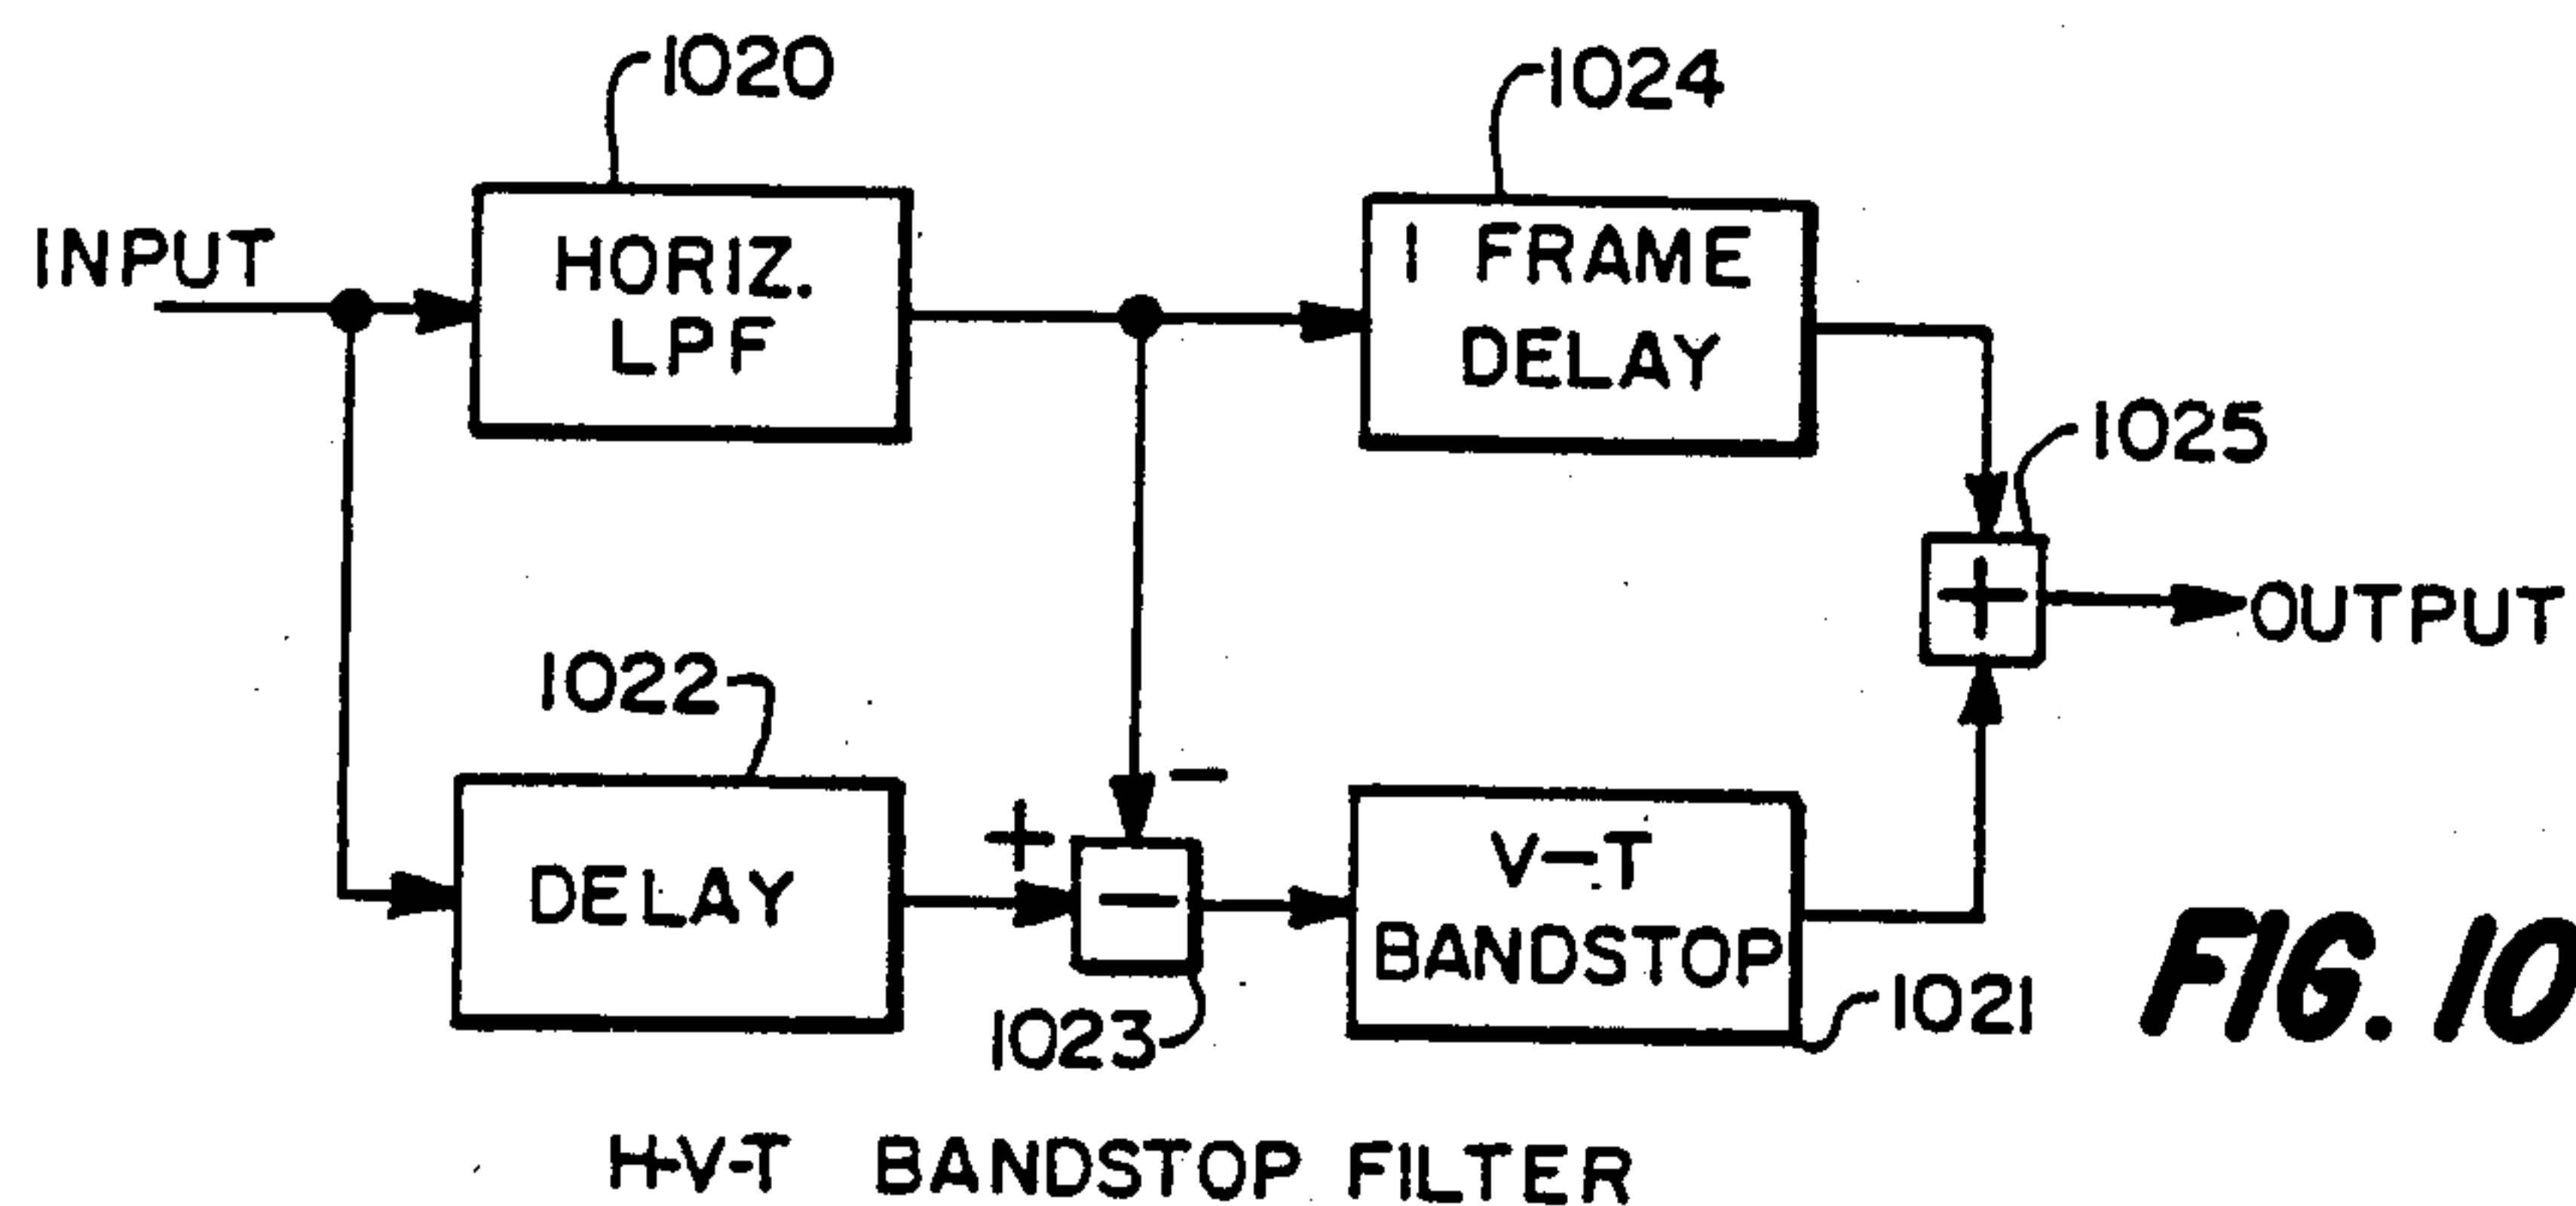 1020
1024
INPUT
HORIZ.
LPF
1 FRAME
DELAY
1025
+
OUTPUT
1022
+
-
DELAY
-
V-T
BANDSTOP
1023
1021
FIG. 10
H-V-T BANDSTOP FILTER